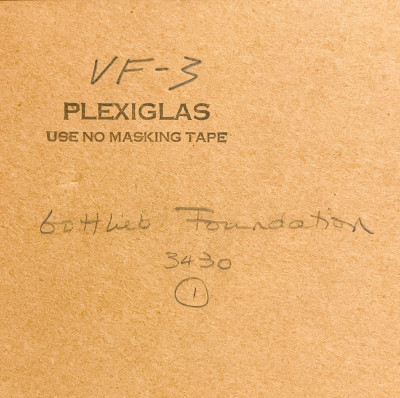 VF-3
PLEXIGLAS
USE NO MASKING TAPE
Gottlieb Foundation
3430
1